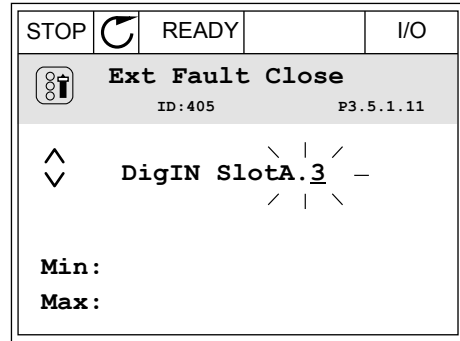 STOP READY I/O
Ext Fault Close
ID:405 P3.5.1.11
DigIN SlotA.3
Min:
Max: